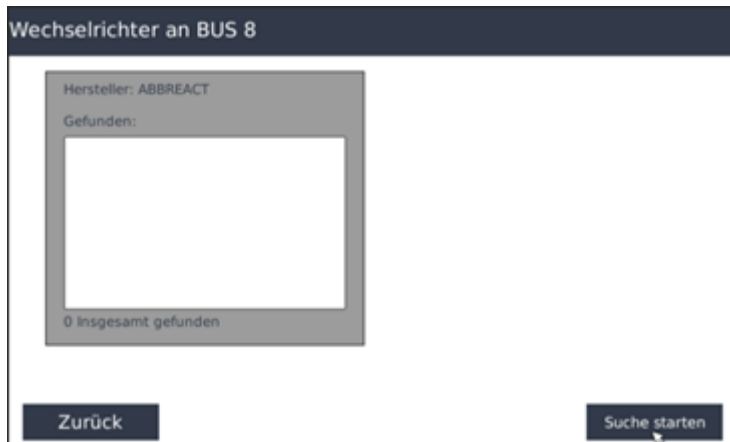 Wechselrichter an BUS 8
Hersteller: ABBREACT
Gefunden:
0 Insgesamt gefunden
Zurück
Suche starten